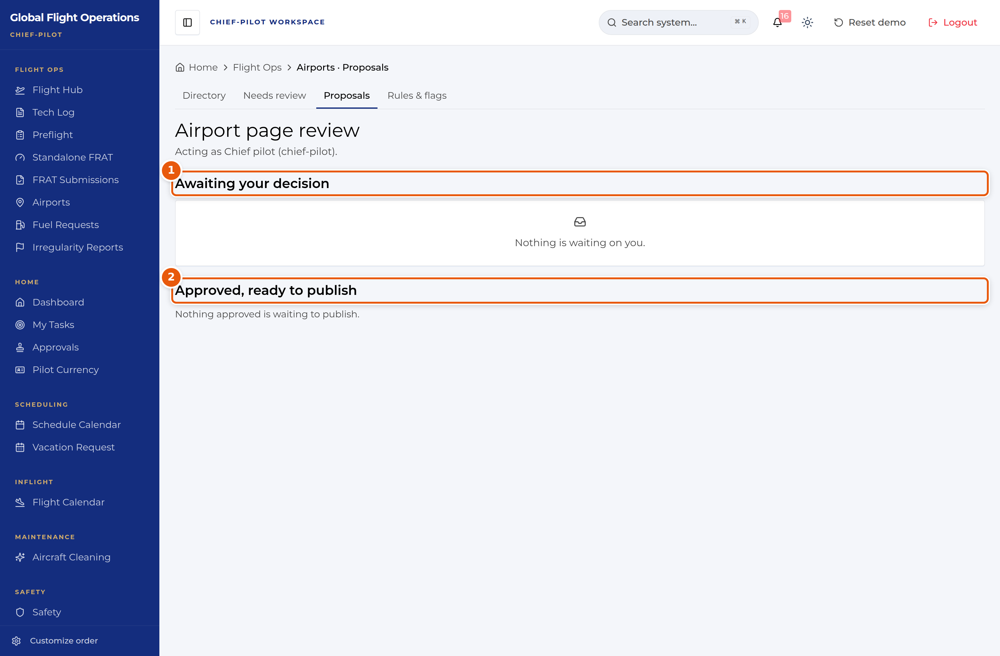 Global Flight Operations
CHIEF-PILOT
FLIGHT OPS
Flight Hub
Tech Log
Preflight
Standalone FRAT
FRAT Submissions
Airports
Fuel Requests
Irregularity Reports
HOME
Dashboard
My Tasks
Approvals
Pilot Currency
SCHEDULING
Schedule Calendar
Vacation Request
INFLIGHT
Flight Calendar
MAINTENANCE
Aircraft Cleaning
SAFETY
Safety
Customize order
CHIEF-PILOT WORKSPACE
Search system... ⌘ K
16
Reset demo
Logout
Home > Flight Ops > Airports · Proposals
Directory Needs review Proposals Rules & flags
Airport page review
Acting as Chief pilot (chief-pilot).
1
Awaiting your decision
Nothing is waiting on you.
2
Approved, ready to publish
Nothing approved is waiting to publish.